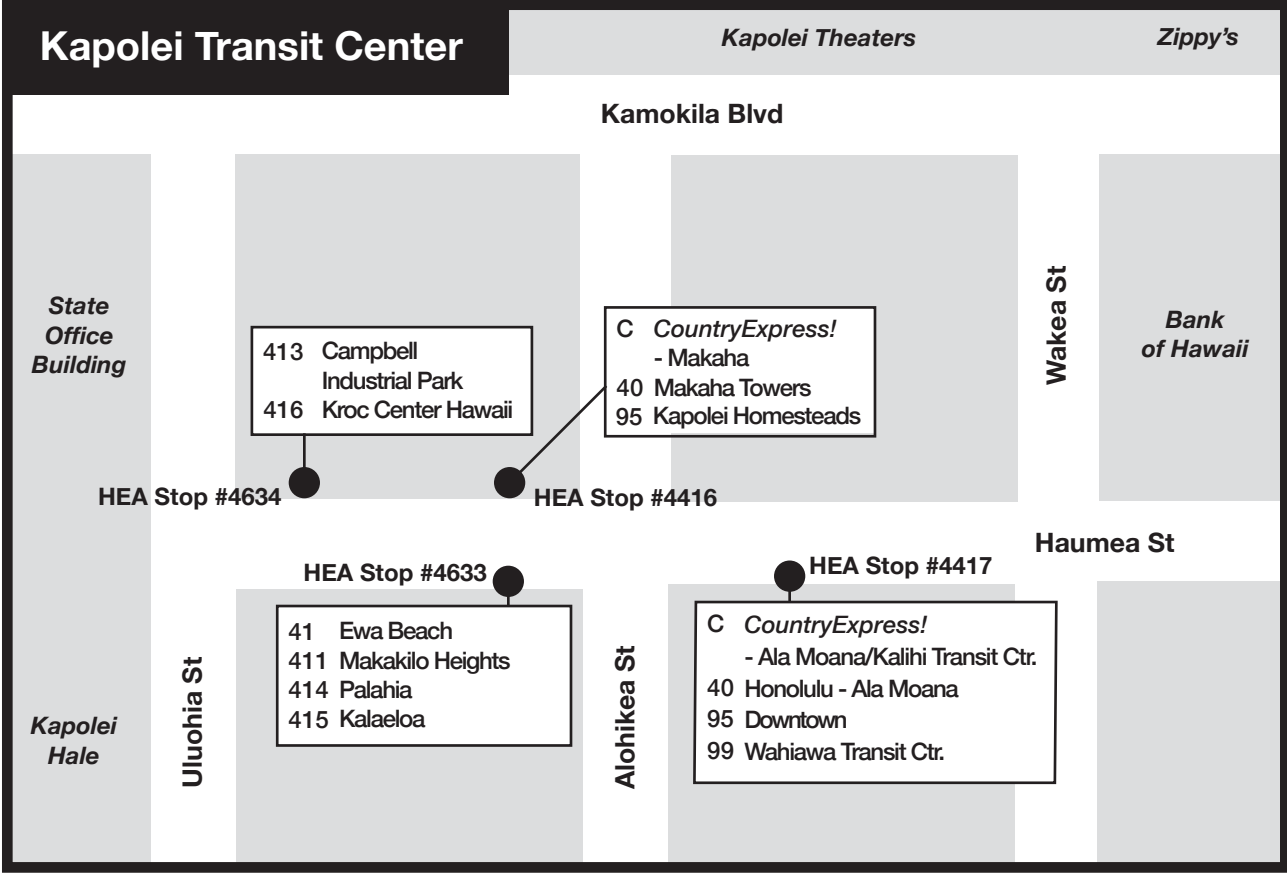 Kapolei Transit Center
Kapolei Theaters
Zippy's
Kamokila Blvd
State
Office
Building
413 Campbell
Industrial Park
416 Kroc Center Hawaii
C CountryExpress!
- Makaha
40 Makaha Towers
95 Kapolei Homesteads
Wakea St
Bank
of Hawaii
HEA Stop #4634
HEA Stop #4416
Haumea St
HEA Stop #4633
HEA Stop #4417
41 Ewa Beach
411 Makakilo Heights
414 Palahia
415 Kalaeloa
C CountryExpress!
- Ala Moana/Kalihi Transit Ctr.
40 Honolulu - Ala Moana
95 Downtown
99 Wahiawa Transit Ctr.
Kapolei
Hale
Uluohia St
Alohikea St